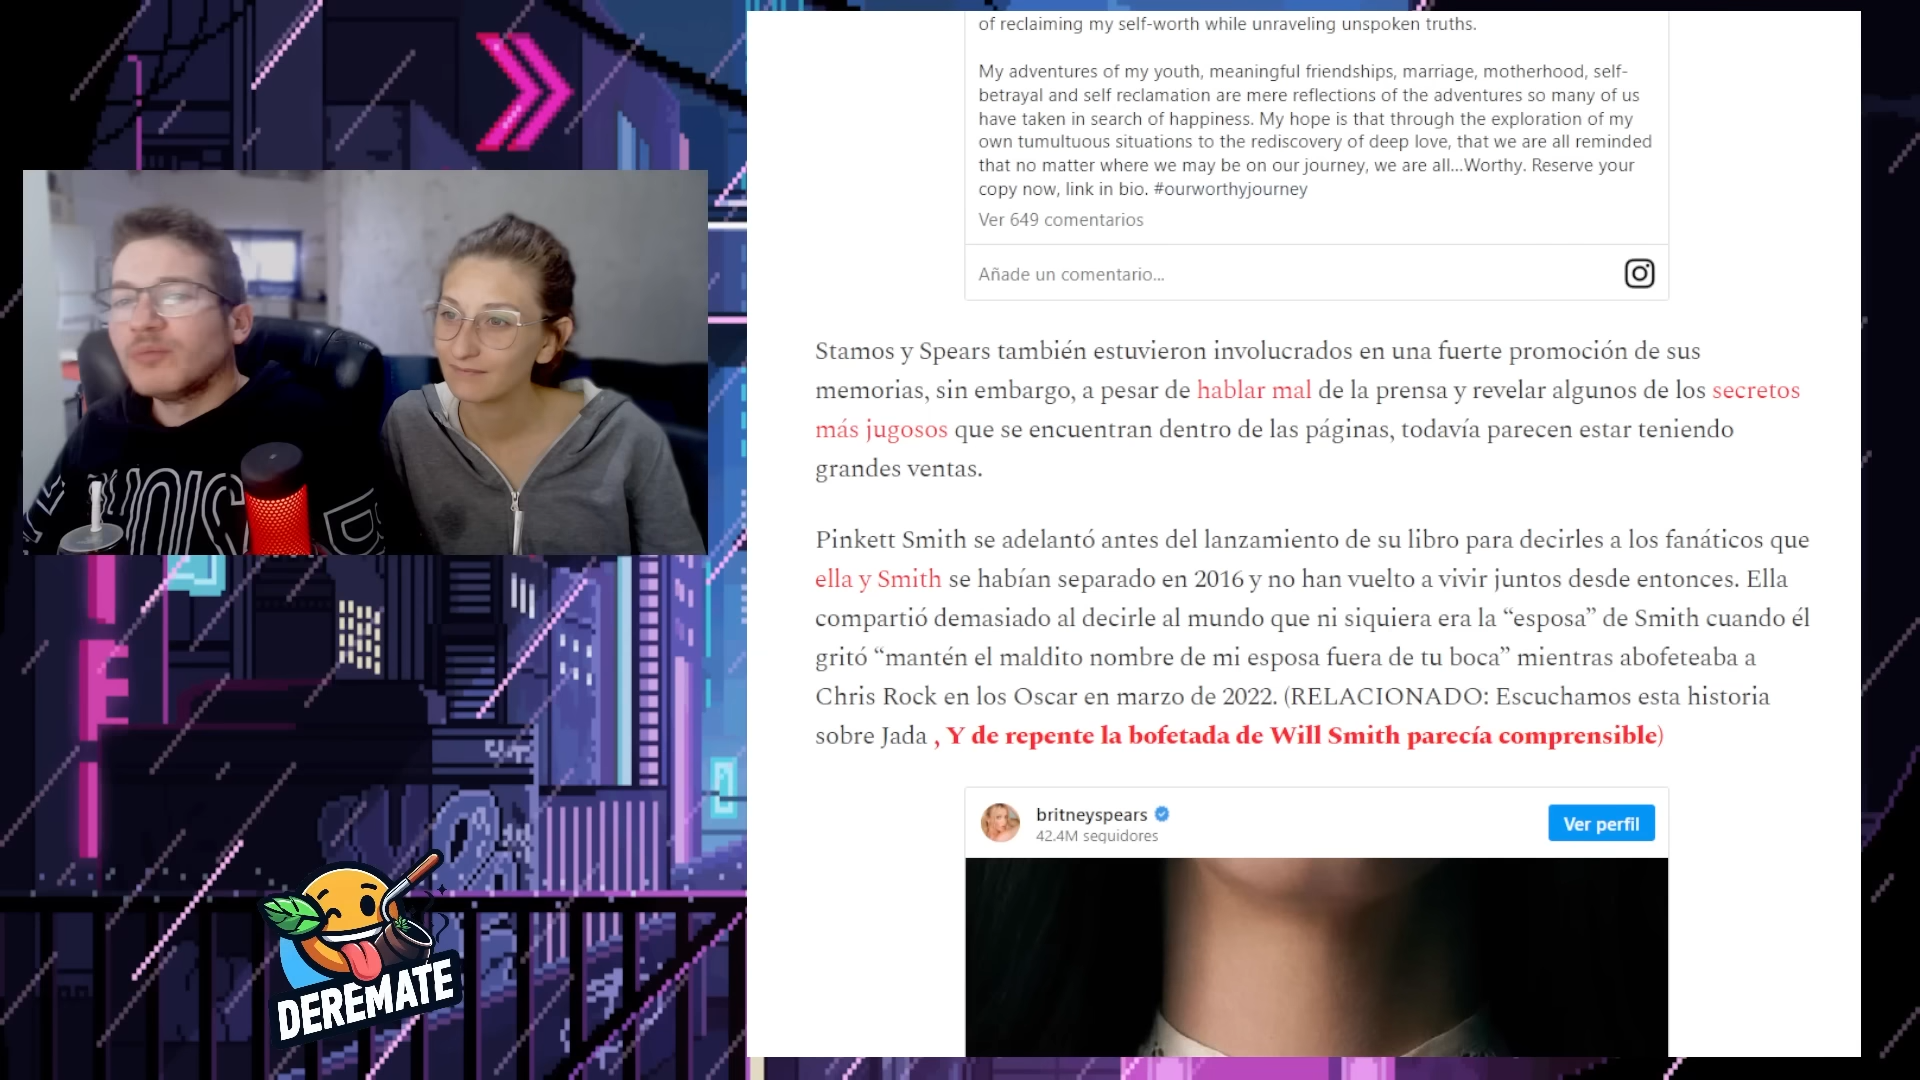 of reclaiming my self-worth while unraveling unspoken truths.
My adventures of my youth, meaningful friendships, marriage, motherhood, self-
betrayal and self reclamation are mere reflections of the adventures so many of us
have taken in search of happiness. My hope is that through the exploration of my
own tumultuous situations to the rediscovery of deep love, that we are all reminded
that no matter where we may be on our journey, we are all...Worthy. Reserve your
copy now, link in bio. #ourworthyjourney
Ver 649 comentarios
Añade un comentario...
Stamos y Spears también estuvieron involucrados en una fuerte promoción de sus
memorias, sin embargo, a pesar de hablar mal de la prensa y revelar algunos de los secretos
más jugosos que se encuentran dentro de las páginas, todavía parecen estar teniendo
grandes ventas.
Pinkett Smith se adelantó antes del lanzamiento de su libro para decirles a los fanáticos que
ella y Smith se habían separado en 2016 y no han vuelto a vivir juntos desde entonces. Ella
compartió demasiado al decirle al mundo que ni siquiera era la “esposa” de Smith cuando él
gritó “mantén el maldito nombre de mi esposa fuera de tu boca” mientras abofeteaba a
Chris Rock en los Oscar en marzo de 2022. (RELACIONADO: Escuchamos esta historia
sobre Jada , Y de repente la bofetada de Will Smith parecía comprensible)
britneyspears
42.4M seguidores
Ver perfil
DEREMATE